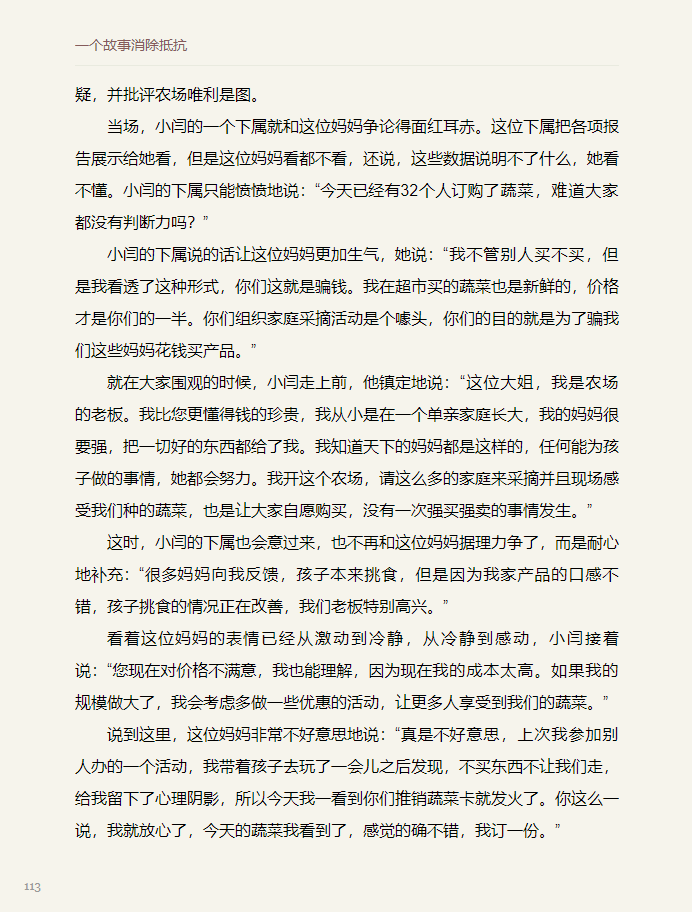 一个故事消除抵抗
疑，并批评农场唯利是图。
当场，小闫的一个下属就和这位妈妈争论得面红耳赤。这位下属把各项报
告展示给她看，但是这位妈妈看都不看，还说，这些数据说明不了什么，她看
不懂。小闫的下属只能愤愤地说：“今天已经有32个人订购了蔬菜，难道大家
都没有判断力吗？”
小闫的下属说的话让这位妈妈更加生气，她说：“我不管别人买不买，但
是我看透了这种形式，你们这就是骗钱。我在超市买的蔬菜也是新鲜的，价格
才是你们的一半。你们组织家庭采摘活动是个噱头，你们的目的就是为了骗我
们这些妈妈花钱买产品。”
就在大家围观的时候，小闫走上前，他镇定地说：“这位大姐，我是农场
的老板。我比您更懂得钱的珍贵，我从小是在一个单亲家庭长大，我的妈妈很
要强，把一切好的东西都给了我。我知道天下的妈妈都是这样的，任何能为孩
子做的事情，她都会努力。我开这个农场，请这么多的家庭来采摘并且现场感
受我们种的蔬菜，也是让大家自愿购买，没有一次强买强卖的事情发生。”
这时，小闫的下属也会意过来，也不再和这位妈妈据理力争了，而是耐心
地补充：“很多妈妈向我反馈，孩子本来挑食，但是因为我家产品的口感不
错，孩子挑食的情况正在改善，我们老板特别高兴。”
看着这位妈妈的表情已经从激动到冷静，从冷静到感动，小闫接着
说：“您现在对价格不满意，我也能理解，因为现在我的成本太高。如果我的
规模做大了，我会考虑多做一些优惠的活动，让更多人享受到我们的蔬菜。”
说到这里，这位妈妈非常不好意思地说：“真是不好意思，上次我参加别
人办的一个活动，我带着孩子去玩了一会儿之后发现，不买东西不让我们走，
给我留下了心理阴影，所以今天我一看到你们推销蔬菜卡就发火了。你这么一
说，我就放心了，今天的蔬菜我看到了，感觉的确不错，我订一份。”
113